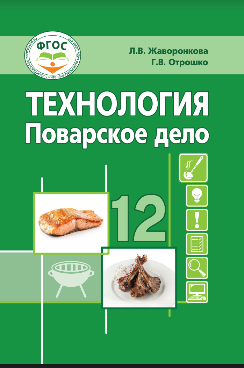 ФГОС
Л.В. Жаворонкова
Г.В. Отрошко
ТЕХНОЛОГИЯ
Поварское дело
12